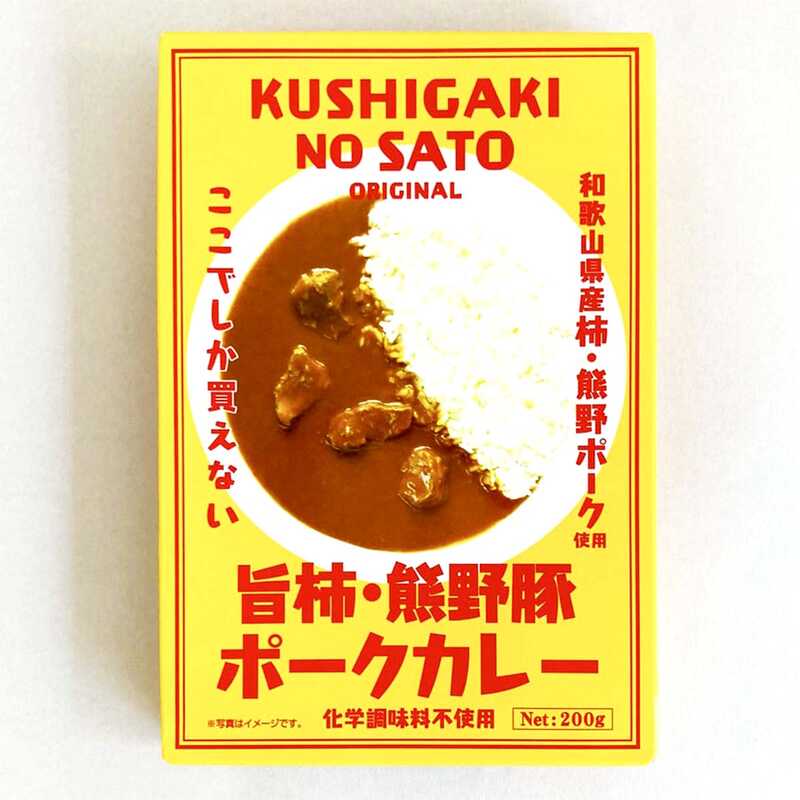 KUSHIGAKI
NO SATO
ORIGINAL
和歌山県産柿・熊野ポーク使用
ここでしか買えない
旨柿・熊野豚
ポークカレー
※写真はイメージです。
化学調味料不使用
Net:200g